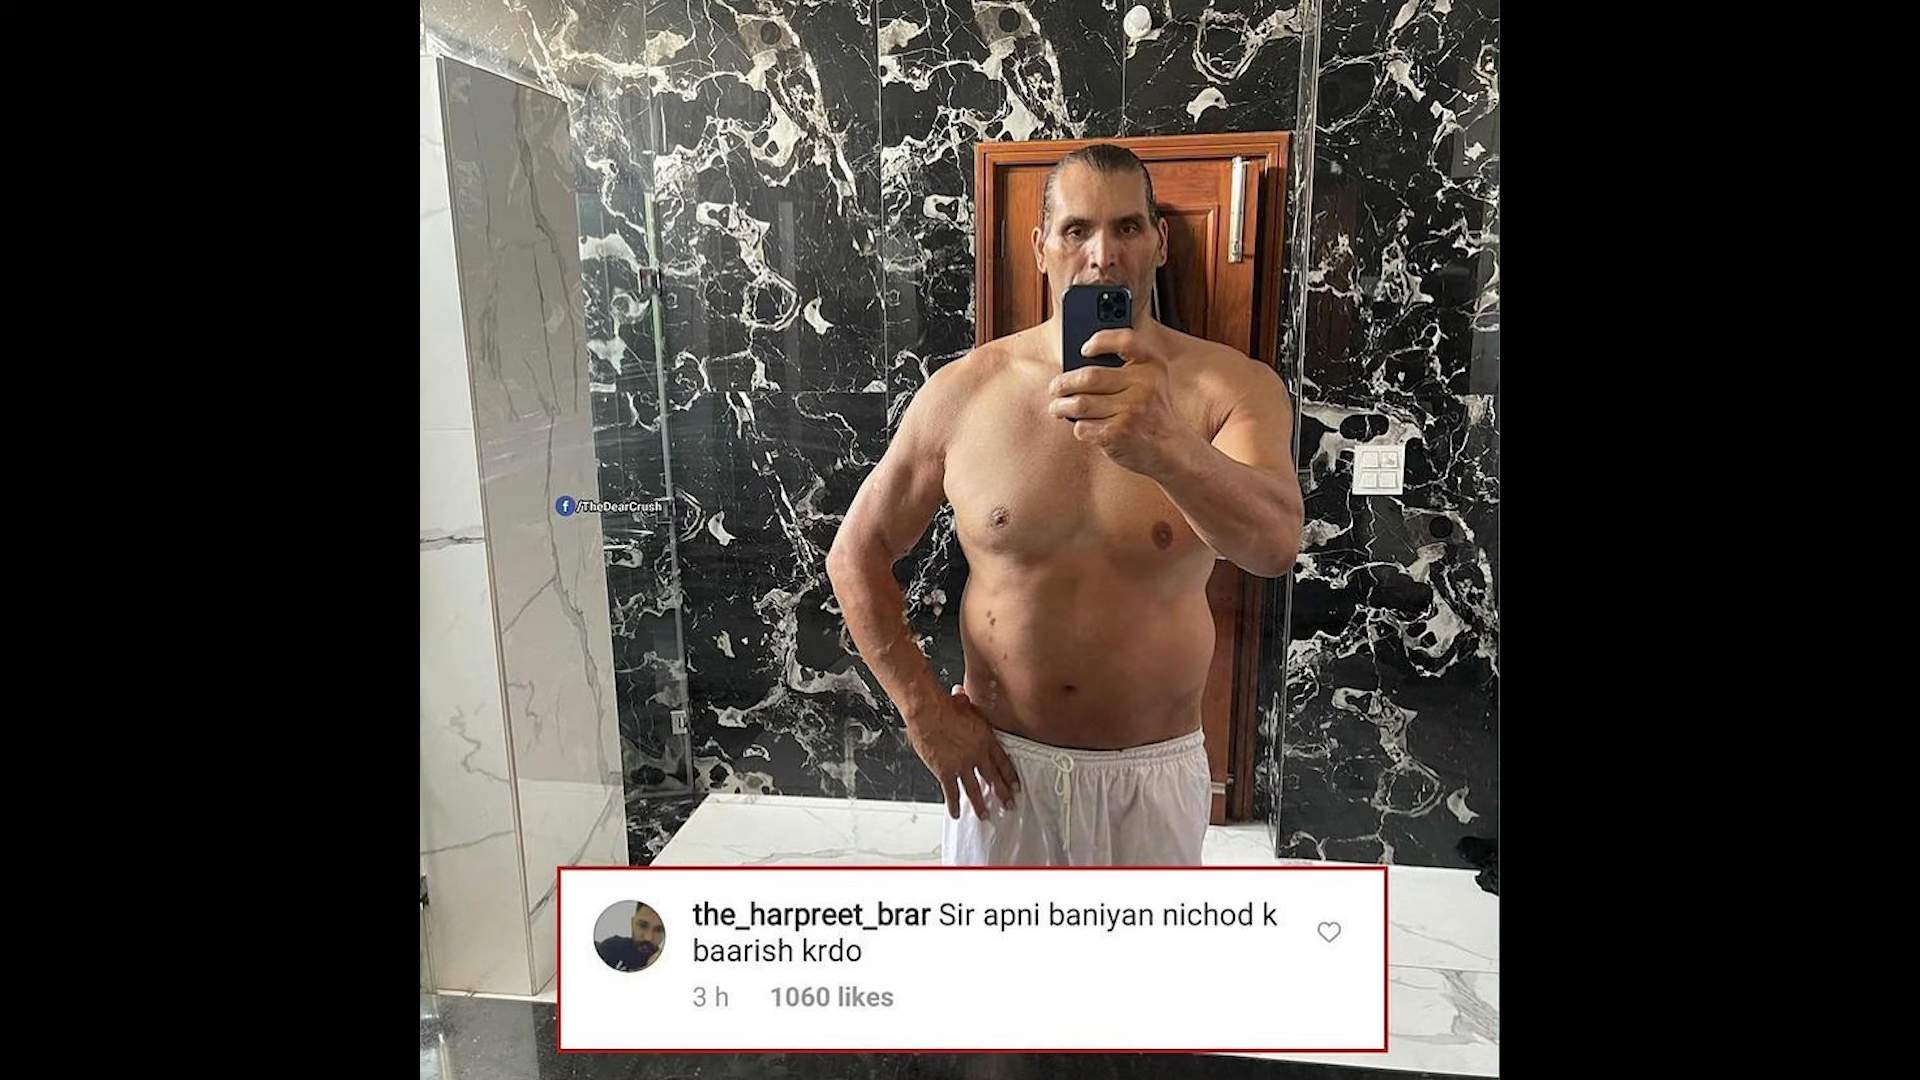 f/TheDearCrush
the_harpreet_brar Sir apni baniyan nichod k
baarish krdo
3 h 1060 likes